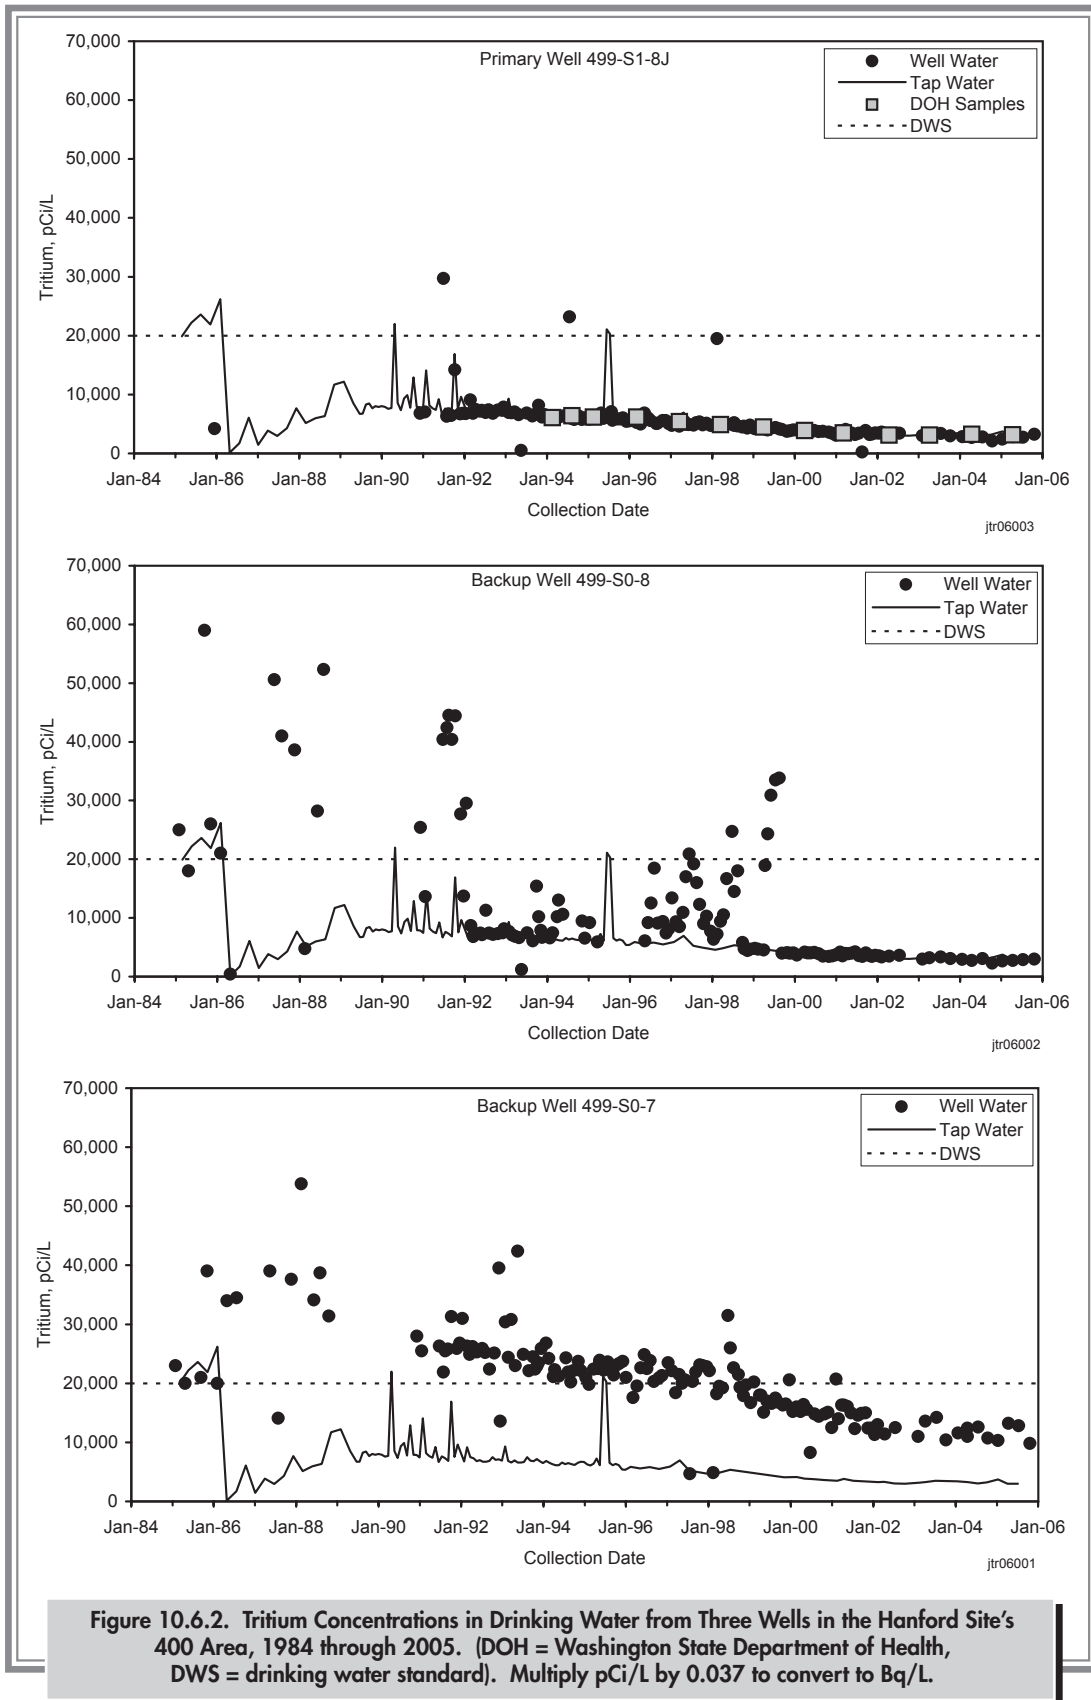 70,000
60,000
50,000
40,000
30,000
20,000
10,000
0
Tritium, pCi/L
Primary Well 499-S1-8J
Well Water
Tap Water
DOH Samples
DWS
Jan-84 Jan-86 Jan-88 Jan-90 Jan-92 Jan-94 Jan-96 Jan-98 Jan-00 Jan-02 Jan-04 Jan-06
Collection Date
jtr06003
70,000
60,000
50,000
40,000
30,000
20,000
10,000
0
Tritium, pCi/L
Backup Well 499-S0-8
Well Water
Tap Water
DWS
Jan-84 Jan-86 Jan-88 Jan-90 Jan-92 Jan-94 Jan-96 Jan-98 Jan-00 Jan-02 Jan-04 Jan-06
Collection Date
jtr06002
70,000
60,000
50,000
40,000
30,000
20,000
10,000
0
Tritium, pCi/L
Backup Well 499-S0-7
Well Water
Tap Water
DWS
Jan-84 Jan-86 Jan-88 Jan-90 Jan-92 Jan-94 Jan-96 Jan-98 Jan-00 Jan-02 Jan-04 Jan-06
Collection Date
jtr06001
Figure 10.6.2. Tritium Concentrations in Drinking Water from Three Wells in the Hanford Site's
400 Area, 1984 through 2005. (DOH = Washington State Department of Health,
DWS = drinking water standard). Multiply pCi/L by 0.037 to convert to Bq/L.